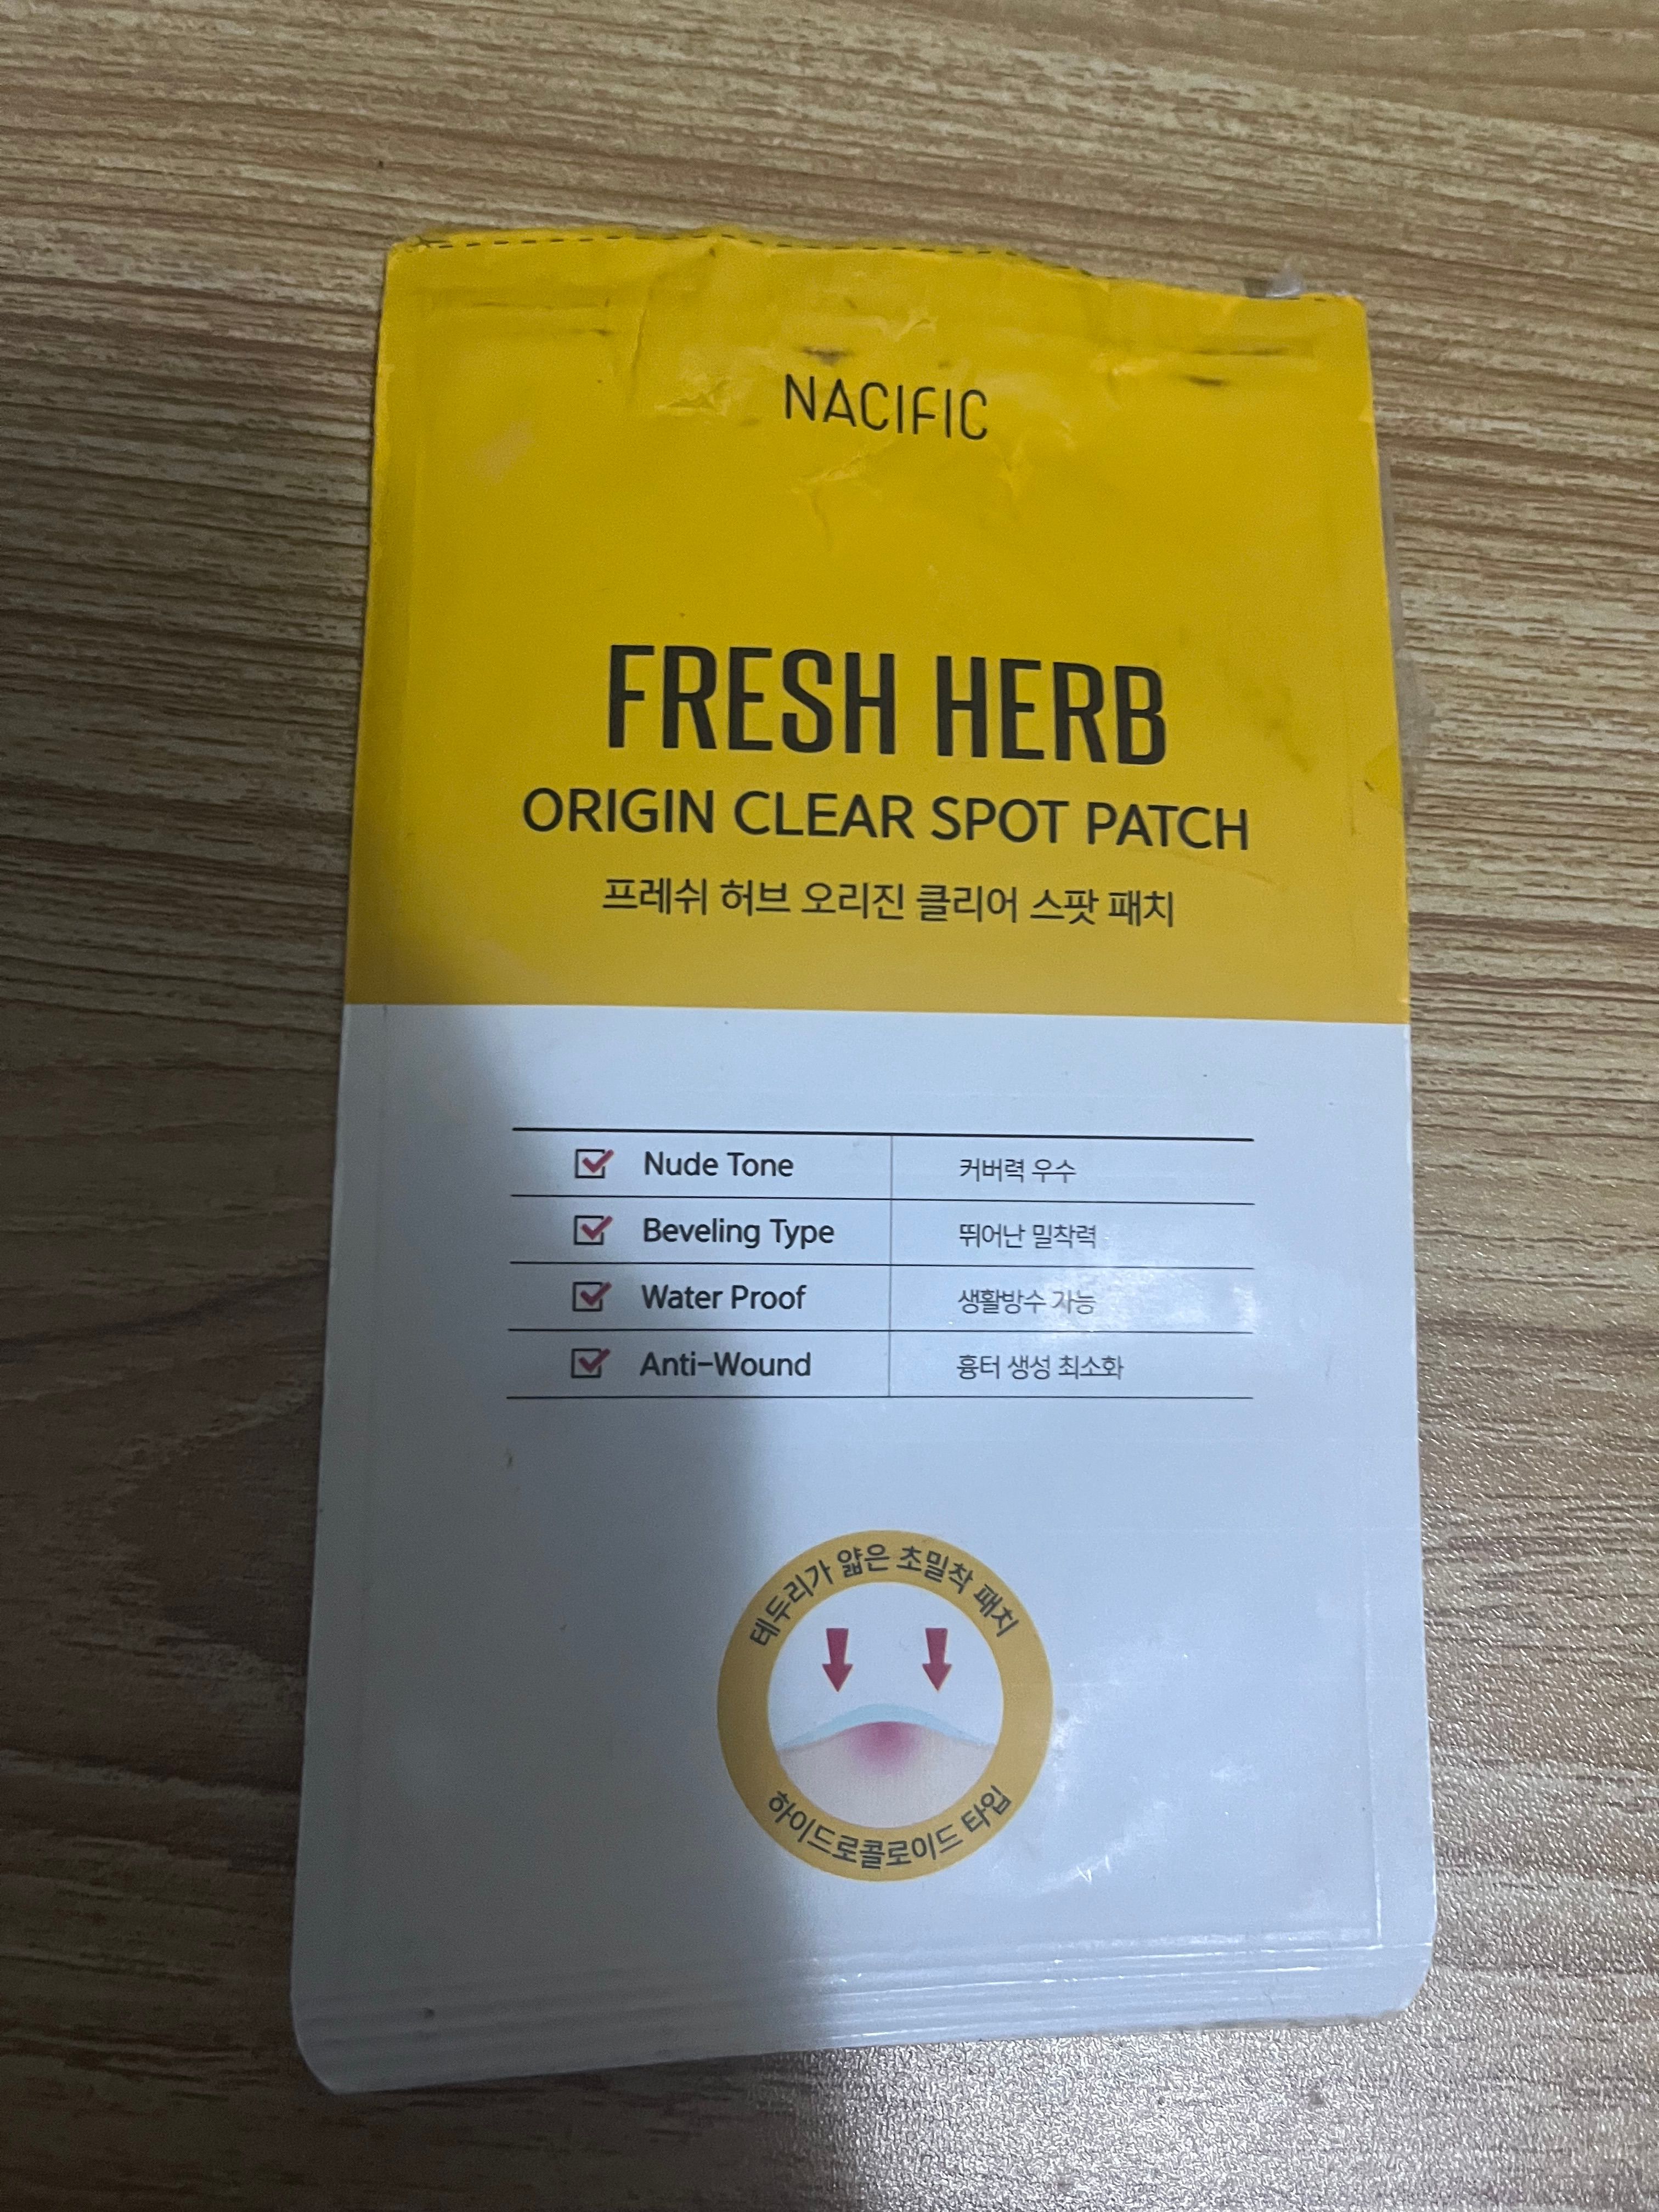 NACIFIC
FRESH HERB
ORIGIN CLEAR SPOT PATCH
프레쉬 허브 오리진 클리어 스팟 패치
Nude Tone 커버력 우수
Beveling Type 뛰어난 밀착력
Water Proof 생활방수 가능
Anti-Wound 흉터 생성 최소화
테두리가 얇은 초밀착 패치
하이드로콜로이드 타입